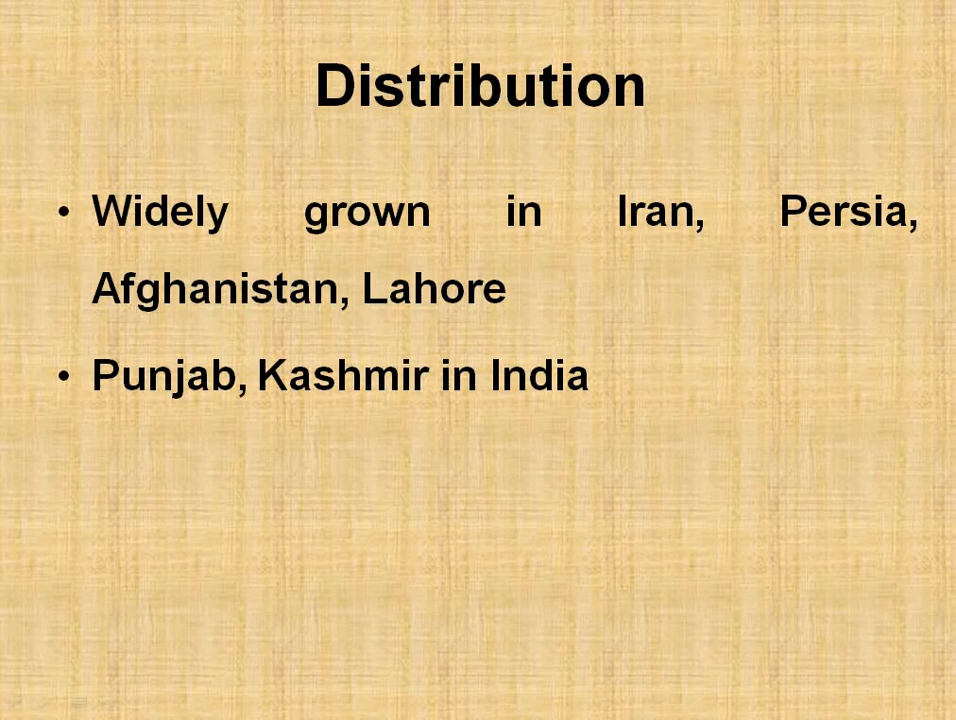 Distribution
• Widely grown in Iran, Persia,
Afghanistan, Lahore
• Punjab, Kashmir in India